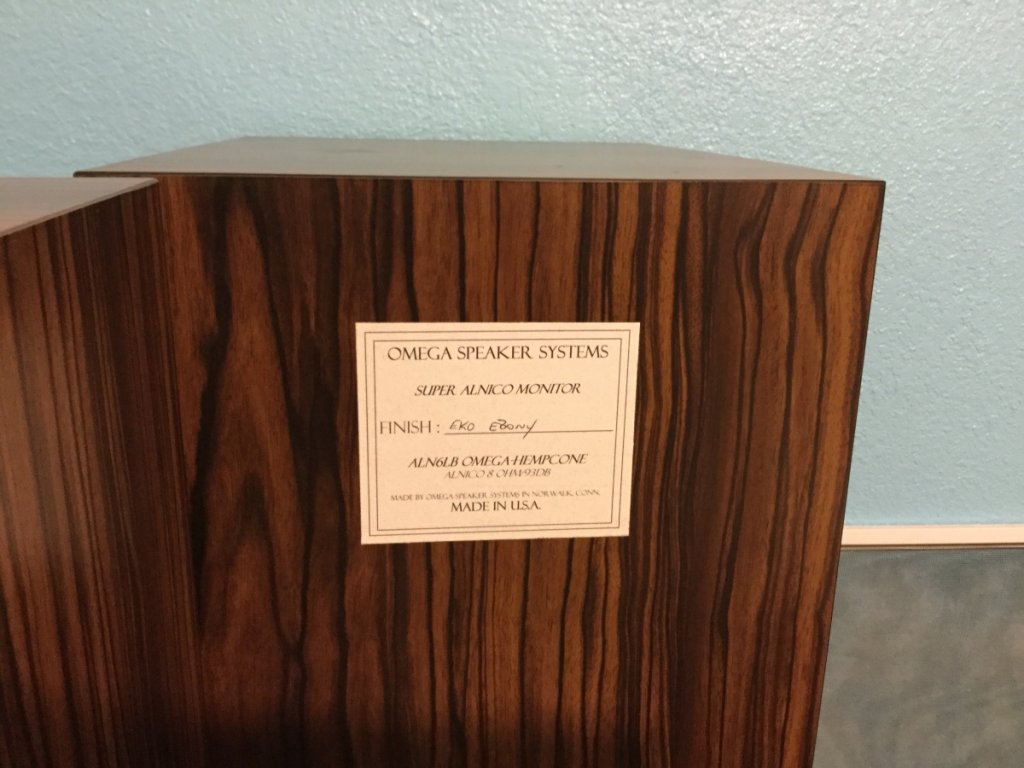 OMEGA SPEAKER SYSTEMS
SUPER ALNICO MONITOR
FINISH : EKO EBONY
ALN6LB OMEGA-HEMPCONE
ALNICO 8 OHM-93DB
MADE BY OMEGA SPEAKER SYSTEMS IN NORWALK, CONN.
MADE IN U.S.A.